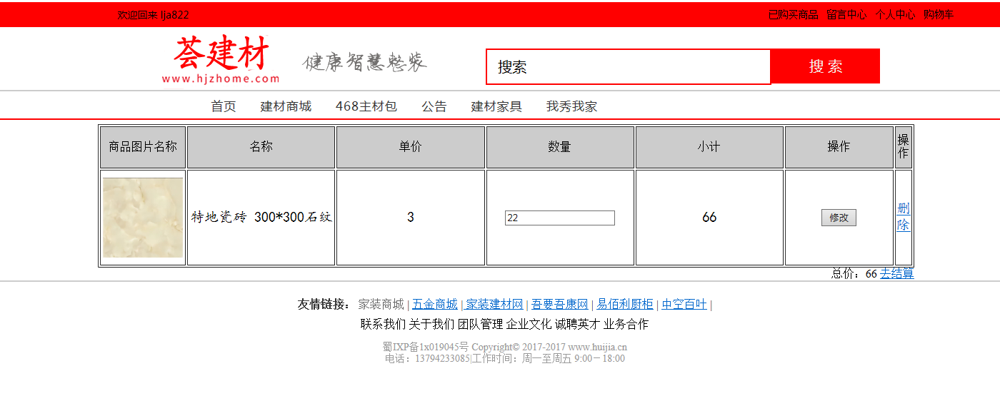 欢迎回来 lja822
已购买商品 留言中心 个人中心 购物车
荟建材
www.hjzhome.com
健康智慧整装
搜索
搜 索
首页 建材商城 468主材包 公告 建材家具 我秀我家
商品图片名称 名称 单价 数量 小计 操作 操作
特地瓷砖 300*300石纹 3 22 66 修改 删除
总价：66 去结算
友情链接： 家装商城 | 五金商城 | 家装建材网 | 吾要吾康网 | 易佰利厨柜 | 中空百叶 |
联系我们 关于我们 团队管理 企业文化 诚聘英才 业务合作
蜀IXP备1x019045号 Copyright© 2017-2017 www.huijia.cn
电话：13794233085|工作时间：周一至周五 9:00－18:00